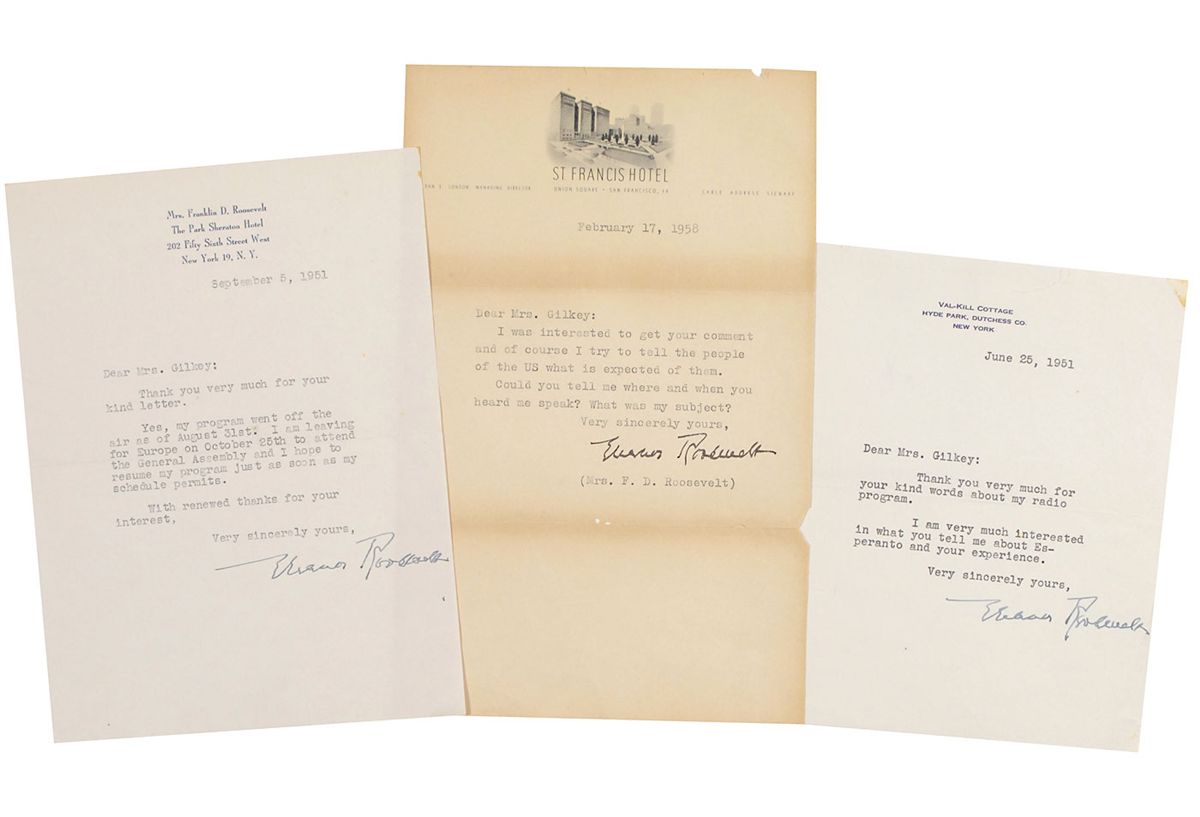 Mrs. Franklin D. Roosevelt
The Park Sheraton Hotel
202 Fifty Sixth Street West
New York 19, N. Y.
September 5, 1951
Dear Mrs. Gilkey:
Thank you very much for your
kind letter.
Yes, my program went off the
air as of August 31st. I am leaving
for Europe on October 25th to attend
the General Assembly and I hope to
resume my program just as soon as my
schedule permits.
With renewed thanks for your
interest,
Very sincerely yours,
Eleanor Roosevelt
ST FRANCIS HOTEL
LONDON, MANAGING DIRECTOR
UNION SQUARE • SAN FRANCISCO,
CABLE ADDRESS STEWART
February 17, 1958
Dear Mrs. Gilkey:
I was interested to get your comment
and of course I try to tell the people
of the US what is expected of them.
Could you tell me where and when you
heard me speak? What was my subject?
Very sincerely yours,
Eleanor Roosevelt
(Mrs. F. D. Roosevelt)
VAL-KILL COTTAGE
HYDE PARK, DUTCHESS CO.
NEW YORK
June 25, 1951
Dear Mrs. Gilkey:
Thank you very much for
your kind words about my radio
program.
I am very much interested
in what you tell me about Es-
peranto and your experience.
Very sincerely yours,
Eleanor Roosevelt